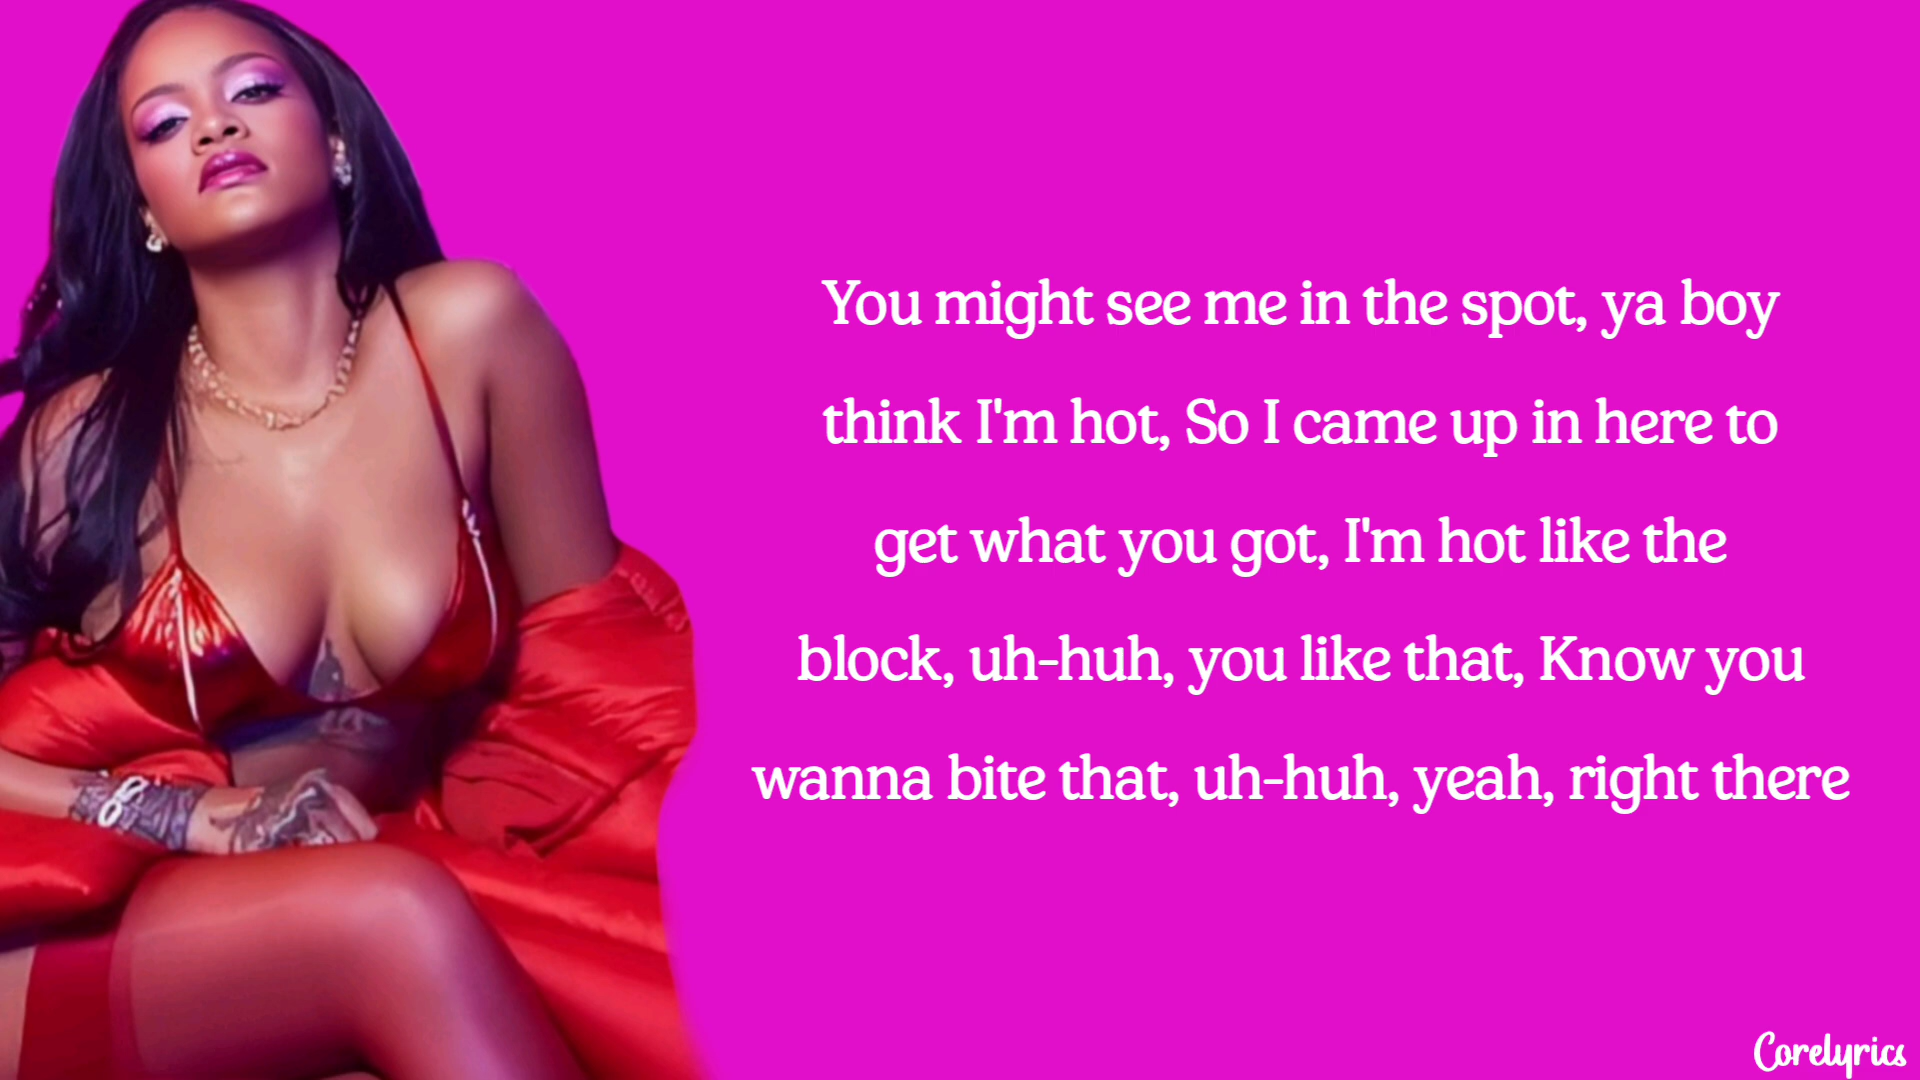 You might see me in the spot, ya boy
think I'm hot, So I came up in here to
get what you got, I'm hot like the
block, uh-huh, you like that, Know you
wanna bite that, uh-huh, yeah, right there
Corelyrics